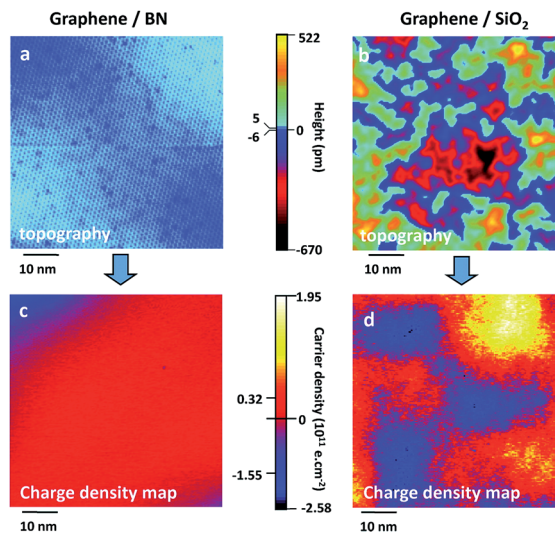 Graphene / BN
Graphene / SiO₂
a
topography
10 nm
522
5
-6
0
-670
Height (pm)
b
topography
10 nm
c
Charge density map
10 nm
1.95
0.32
0
-1.55
-2.58
Carrier density (10¹¹ e.cm⁻²)
d
Charge density map
10 nm